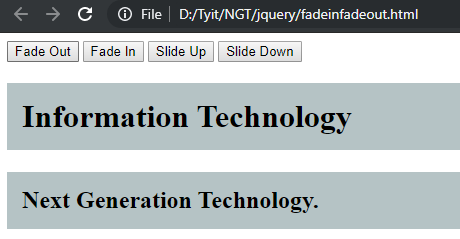 File | D:/Tyit/NGT/jquery/fadeinfadeout.html
Fade Out Fade In Slide Up Slide Down
Information Technology
Next Generation Technology.